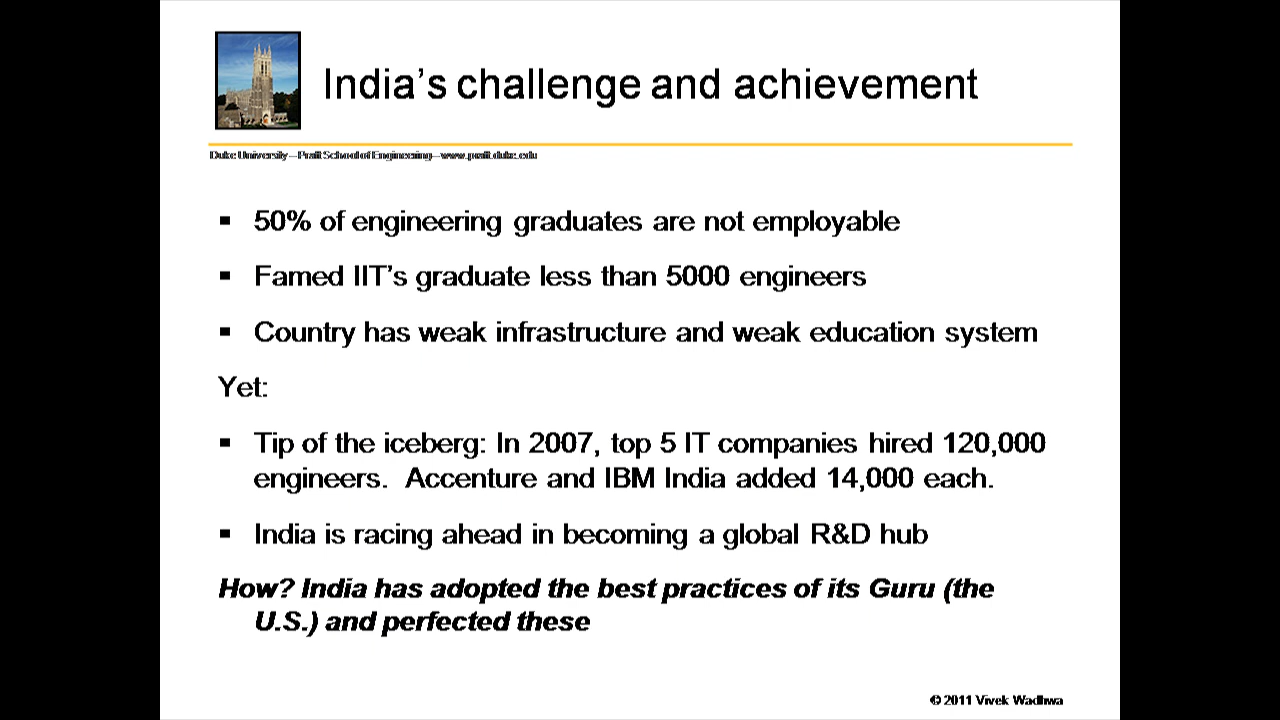 India's challenge and achievement
Duke University – Pratt School of Engineering – www.pratt.duke.edu
▪ 50% of engineering graduates are not employable
▪ Famed IIT's graduate less than 5000 engineers
▪ Country has weak infrastructure and weak education system
Yet:
▪ Tip of the iceberg: In 2007, top 5 IT companies hired 120,000
engineers. Accenture and IBM India added 14,000 each.
▪ India is racing ahead in becoming a global R&D hub
How? India has adopted the best practices of its Guru (the
U.S.) and perfected these
© 2011 Vivek Wadhwa